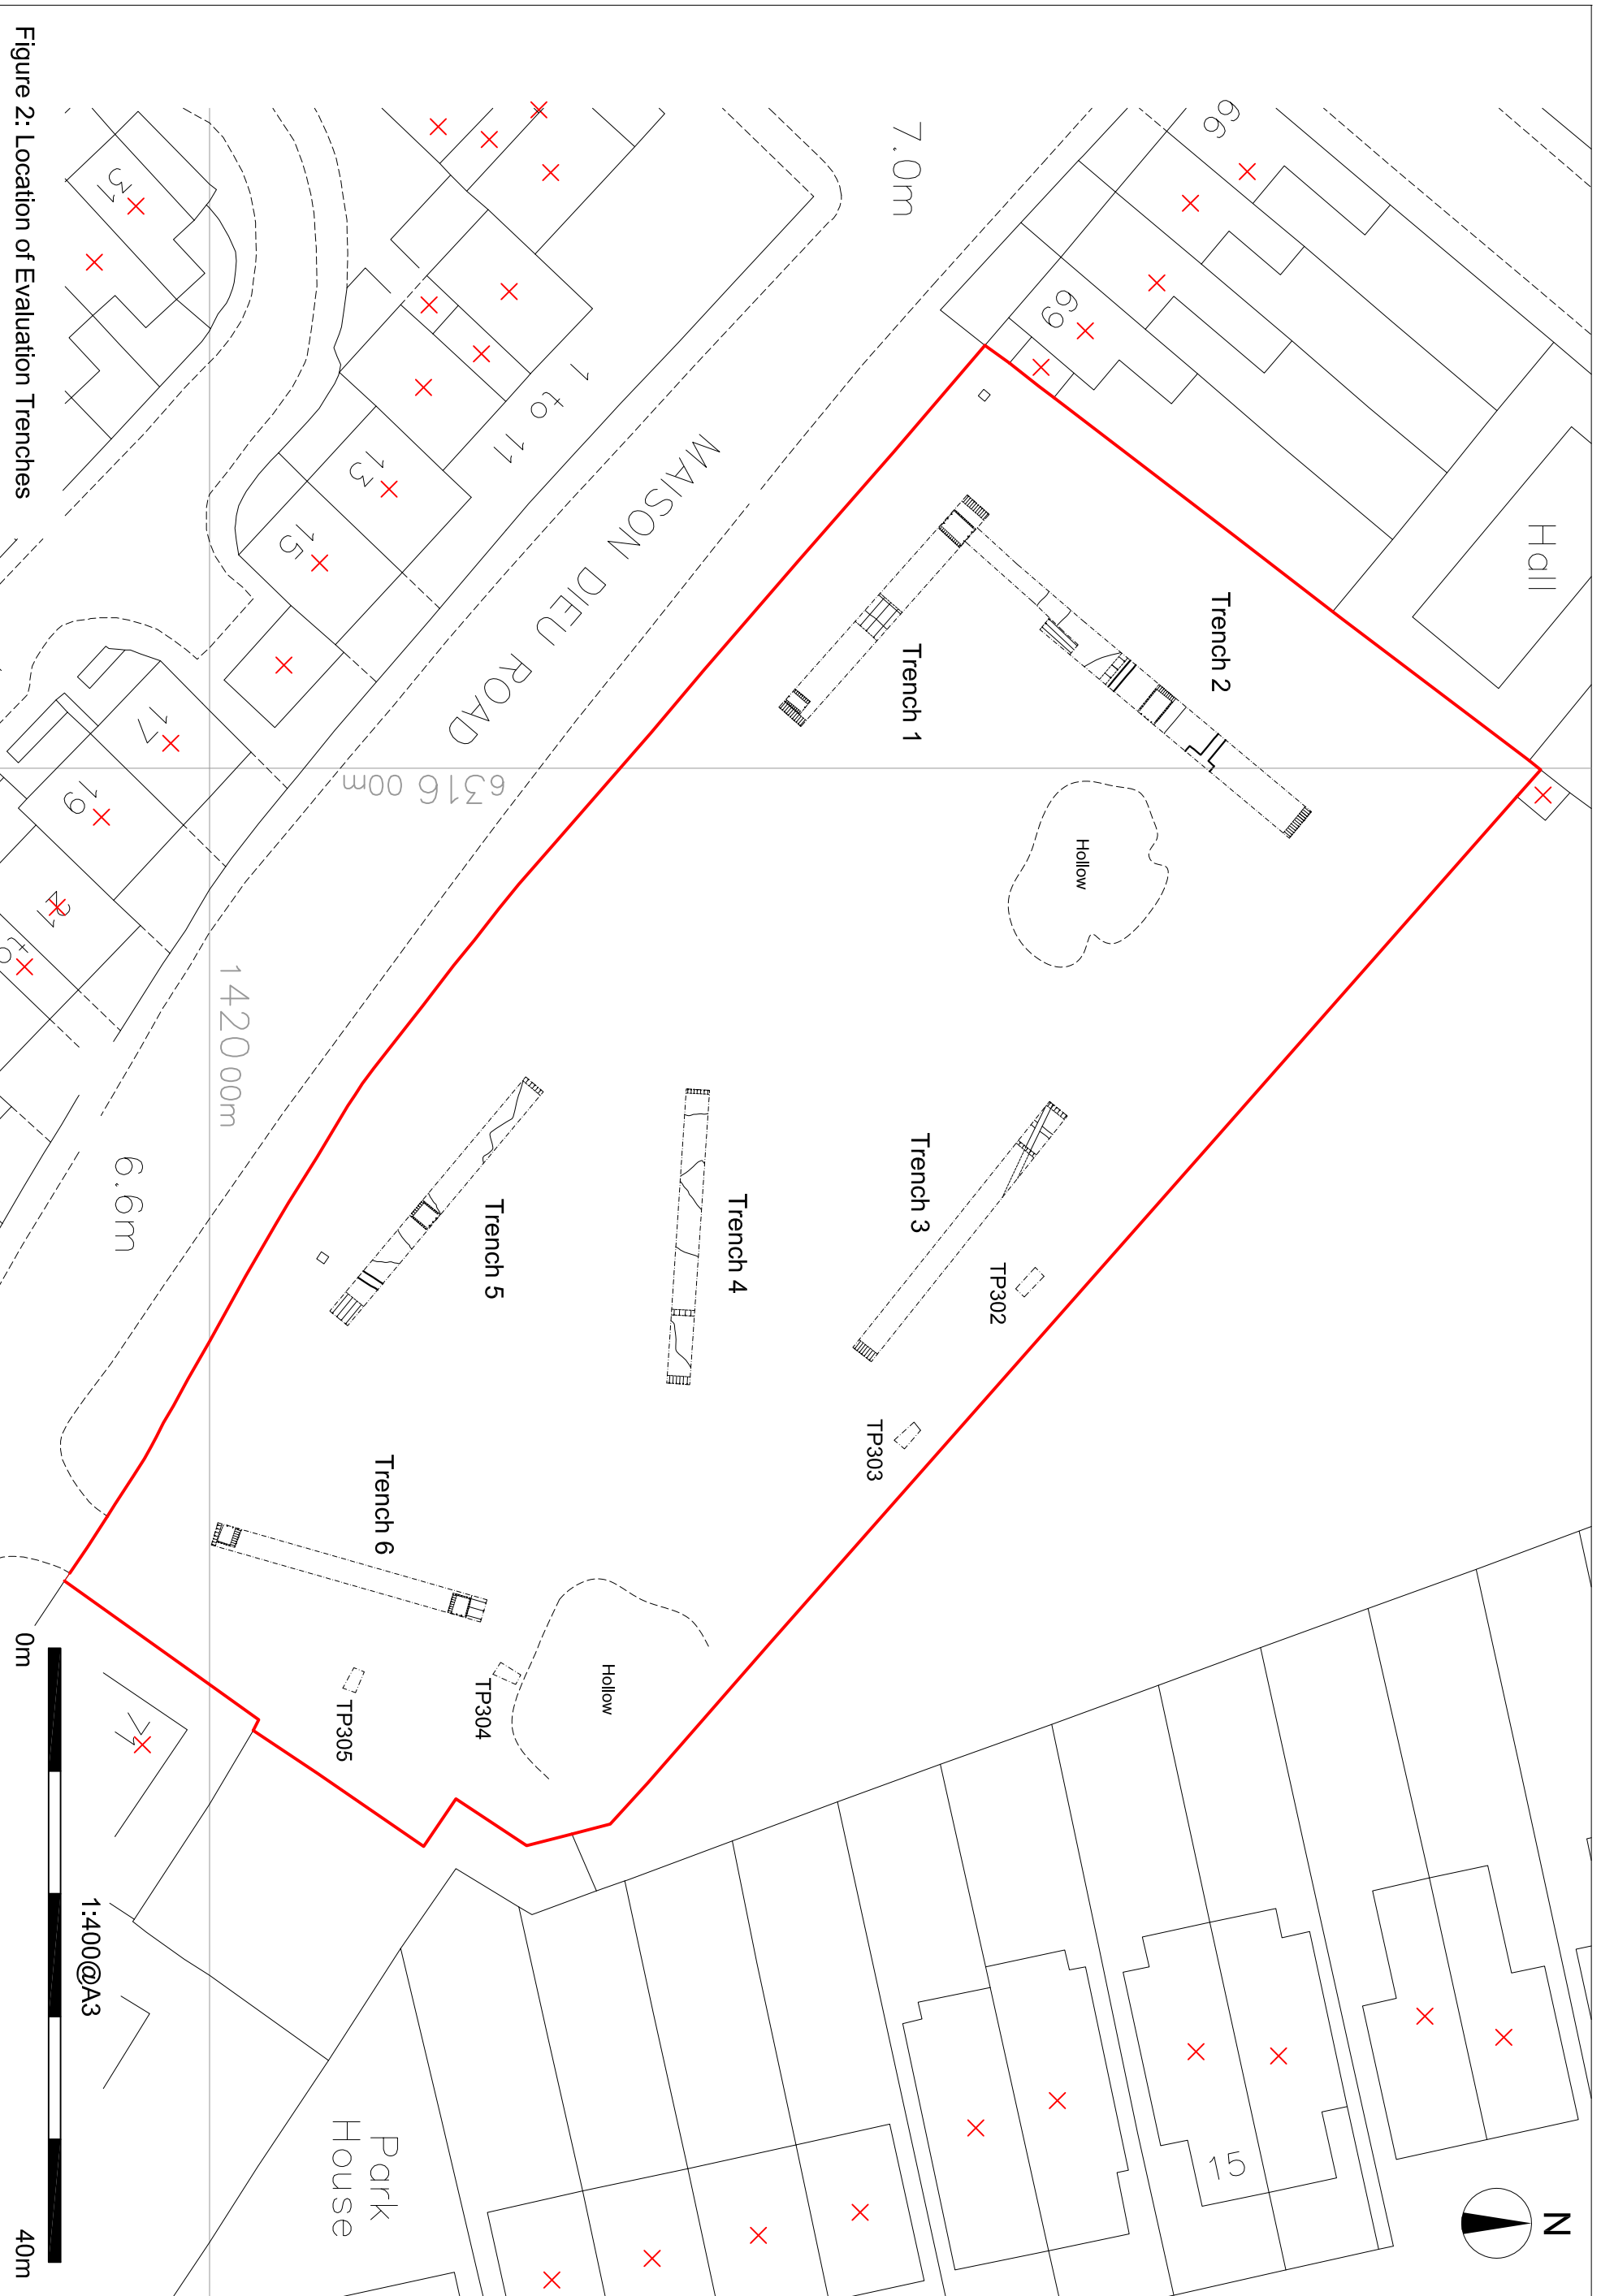 66
69
Hall
7.0m
Trench 2
Trench 1
MAISON DIEU ROAD
1 to 11
13
15
31
17
19
21
to
6316 00m
1420 00m
6.6m
Hollow
Trench 3
TP302
TP303
Trench 4
Trench 5
Trench 6
Hollow
TP304
TP305
15
Park
House
N
0m
40m
1:400@A3
Figure 2: Location of Evaluation Trenches